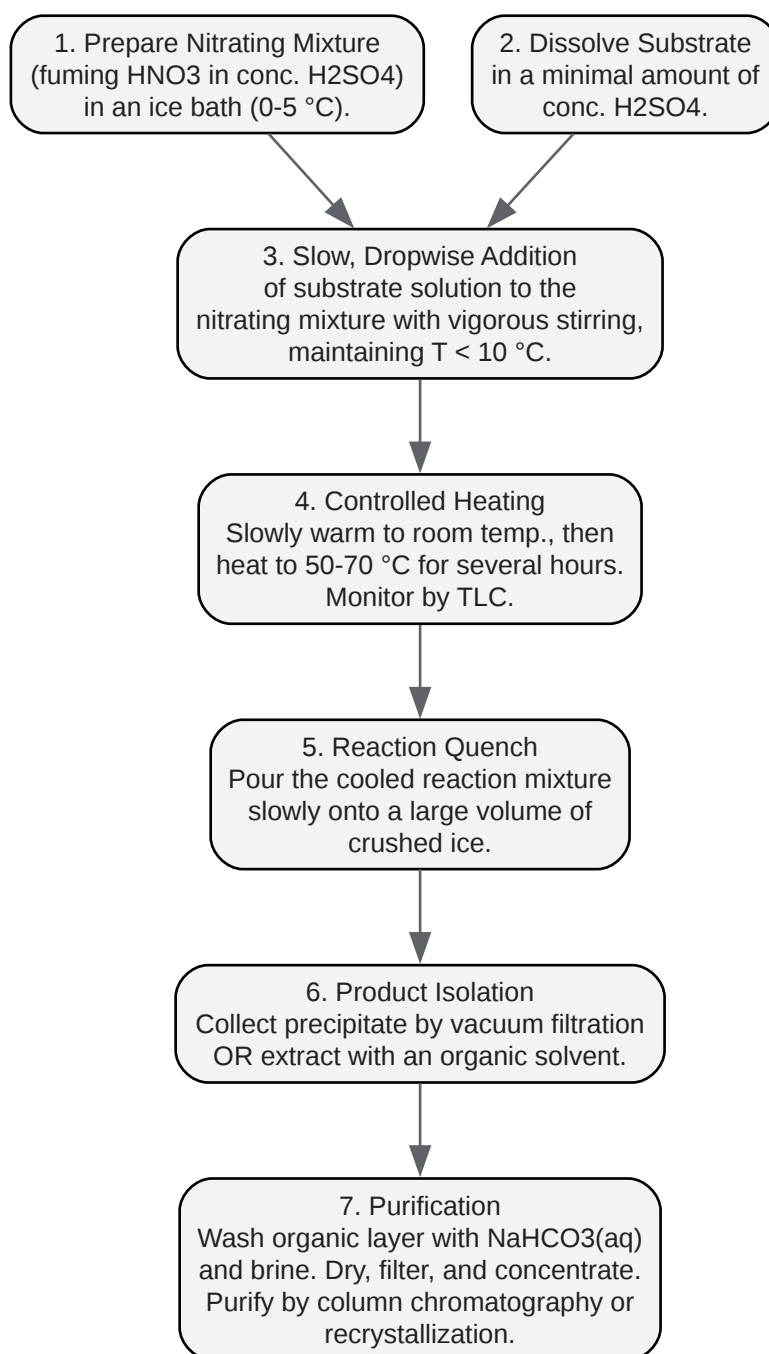 1. Prepare Nitrating Mixture
(fuming HNO3 in conc. H2SO4)
in an ice bath (0-5 °C).
2. Dissolve Substrate
in a minimal amount of
conc. H2SO4.
3. Slow, Dropwise Addition
of substrate solution to the
nitrating mixture with vigorous stirring,
maintaining T < 10 °C.
4. Controlled Heating
Slowly warm to room temp., then
heat to 50-70 °C for several hours.
Monitor by TLC.
5. Reaction Quench
Pour the cooled reaction mixture
slowly onto a large volume of
crushed ice.
6. Product Isolation
Collect precipitate by vacuum filtration
OR extract with an organic solvent.
7. Purification
Wash organic layer with NaHCO3(aq)
and brine. Dry, filter, and concentrate.
Purify by column chromatography or
recrystallization.